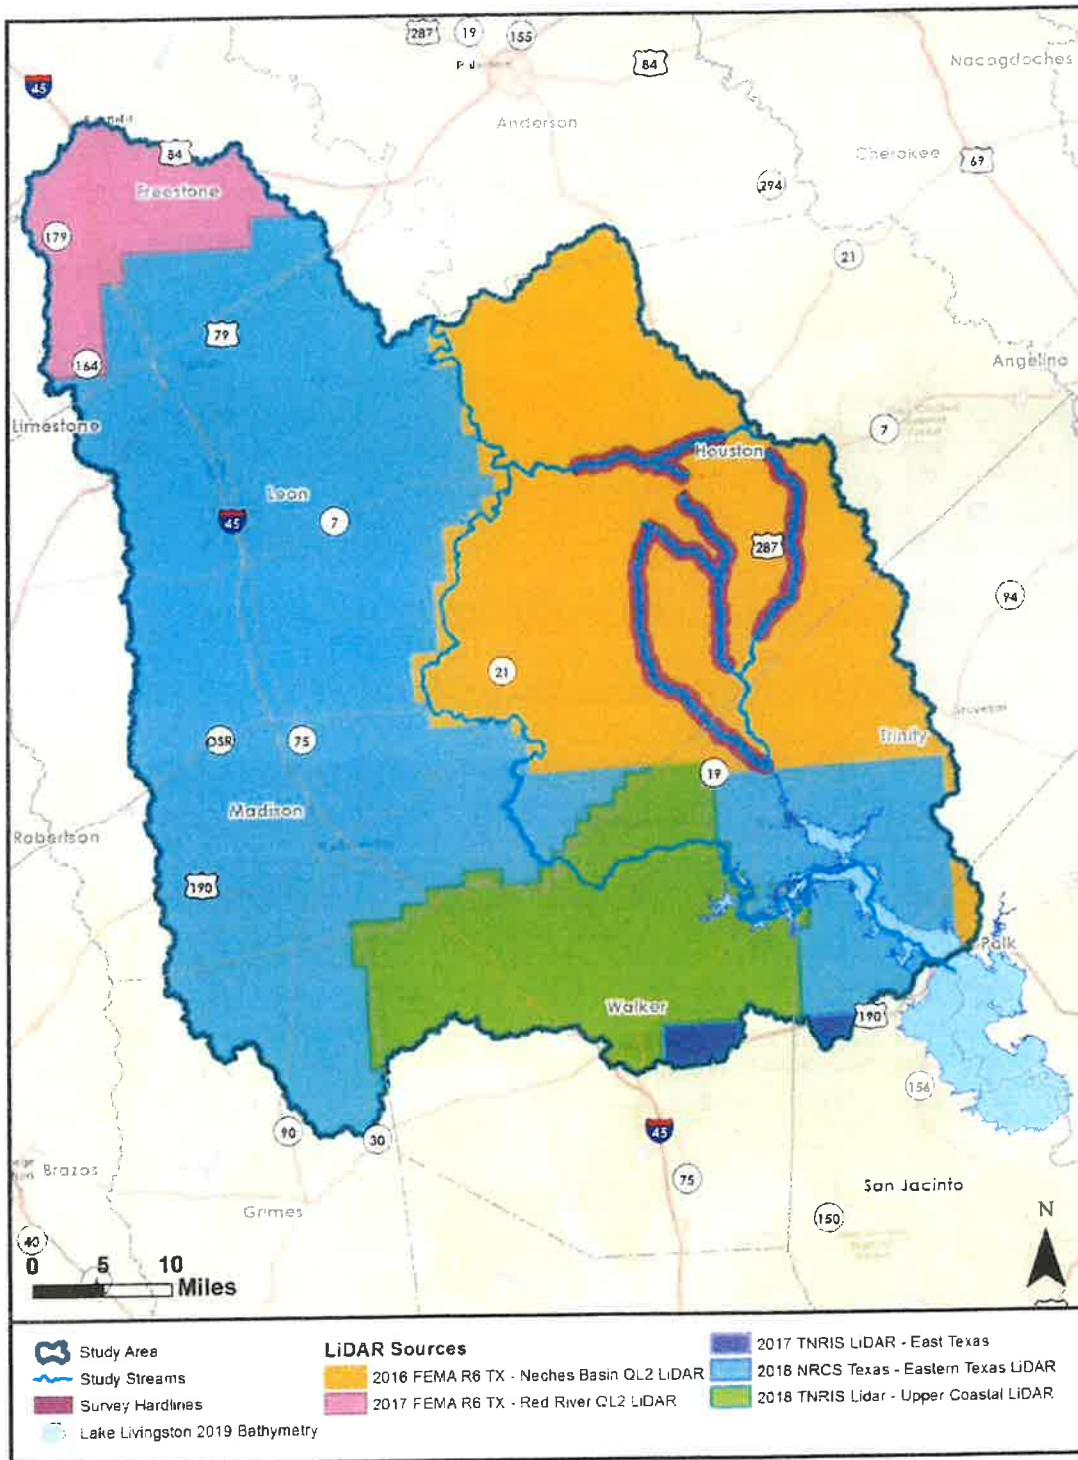 287
19
155
84
Nacogdoches
45
Anderson
84
Cherokee
69
Freestone
294
179
21
79
164
Angelina
Limestone
7
Houston
Leon
45
7
287
94
21
Trinity
OSR
75
19
Madison
Robertson
190
Polk
Walker
190
156
90
30
45
75
Brazos
San Jacinto
Grimes
150
N
40
0 5 10
Miles
Study Area
Study Streams
Survey Hardlines
Lake Livingston 2019 Bathymetry
LiDAR Sources
2016 FEMA R6 TX - Neches Basin QL2 LiDAR
2017 FEMA R6 TX - Red River QL2 LiDAR
2017 TNRIS LiDAR - East Texas
2018 NRCS Texas - Eastern Texas LiDAR
2018 TNRIS Lidar - Upper Coastal LiDAR